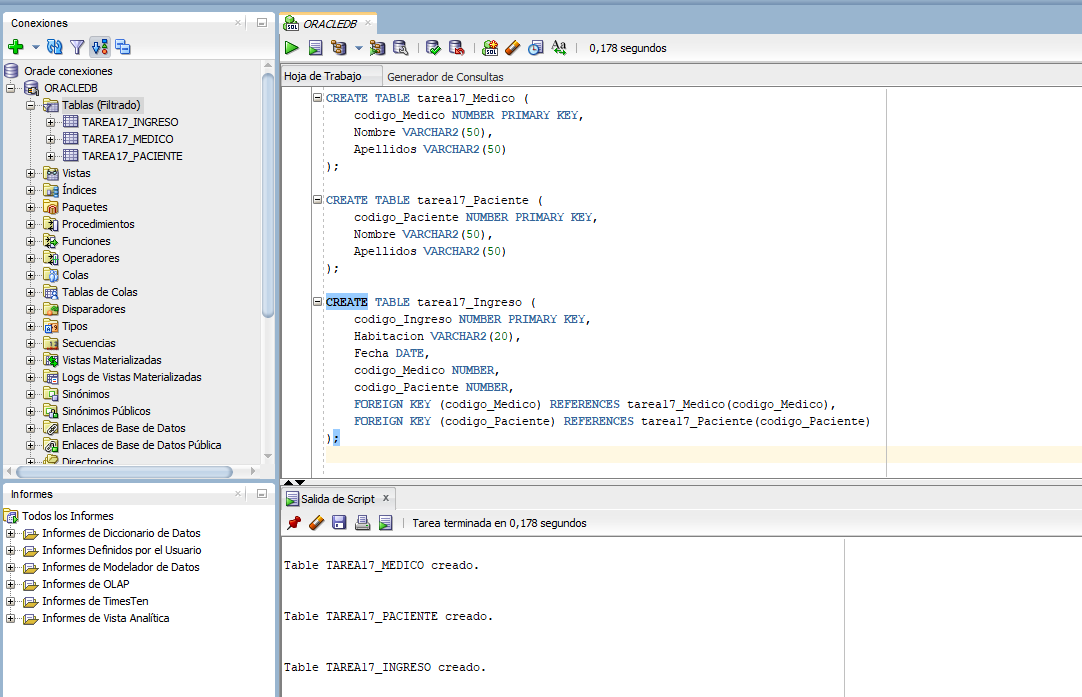 Conexiones
Oracle conexiones
ORACLEDB
Tablas (Filtrado)
TAREA17_INGRESO
TAREA17_MEDICO
TAREA17_PACIENTE
Vistas
Índices
Paquetes
Procedimientos
Funciones
Operadores
Colas
Tablas de Colas
Disparadores
Tipos
Secuencias
Vistas Materializadas
Logs de Vistas Materializadas
Sinónimos
Sinónimos Públicos
Enlaces de Base de Datos
Enlaces de Base de Datos Pública
Directorios
Informes
Todos los Informes
Informes de Diccionario de Datos
Informes Definidos por el Usuario
Informes de Modelador de Datos
Informes de OLAP
Informes de TimesTen
Informes de Vista Analítica
ORACLEDB
0,178 segundos
Hoja de Trabajo Generador de Consultas
CREATE TABLE tarea17_Medico (
codigo_Medico NUMBER PRIMARY KEY,
Nombre VARCHAR2(50),
Apellidos VARCHAR2(50)
);
CREATE TABLE tarea17_Paciente (
codigo_Paciente NUMBER PRIMARY KEY,
Nombre VARCHAR2(50),
Apellidos VARCHAR2(50)
);
CREATE TABLE tarea17_Ingreso (
codigo_Ingreso NUMBER PRIMARY KEY,
Habitacion VARCHAR2(20),
Fecha DATE,
codigo_Medico NUMBER,
codigo_Paciente NUMBER,
FOREIGN KEY (codigo_Medico) REFERENCES tarea17_Medico(codigo_Medico),
FOREIGN KEY (codigo_Paciente) REFERENCES tarea17_Paciente(codigo_Paciente)
);
Salida de Script x
Tarea terminada en 0,178 segundos
Table TAREA17_MEDICO creado.
Table TAREA17_PACIENTE creado.
Table TAREA17_INGRESO creado.